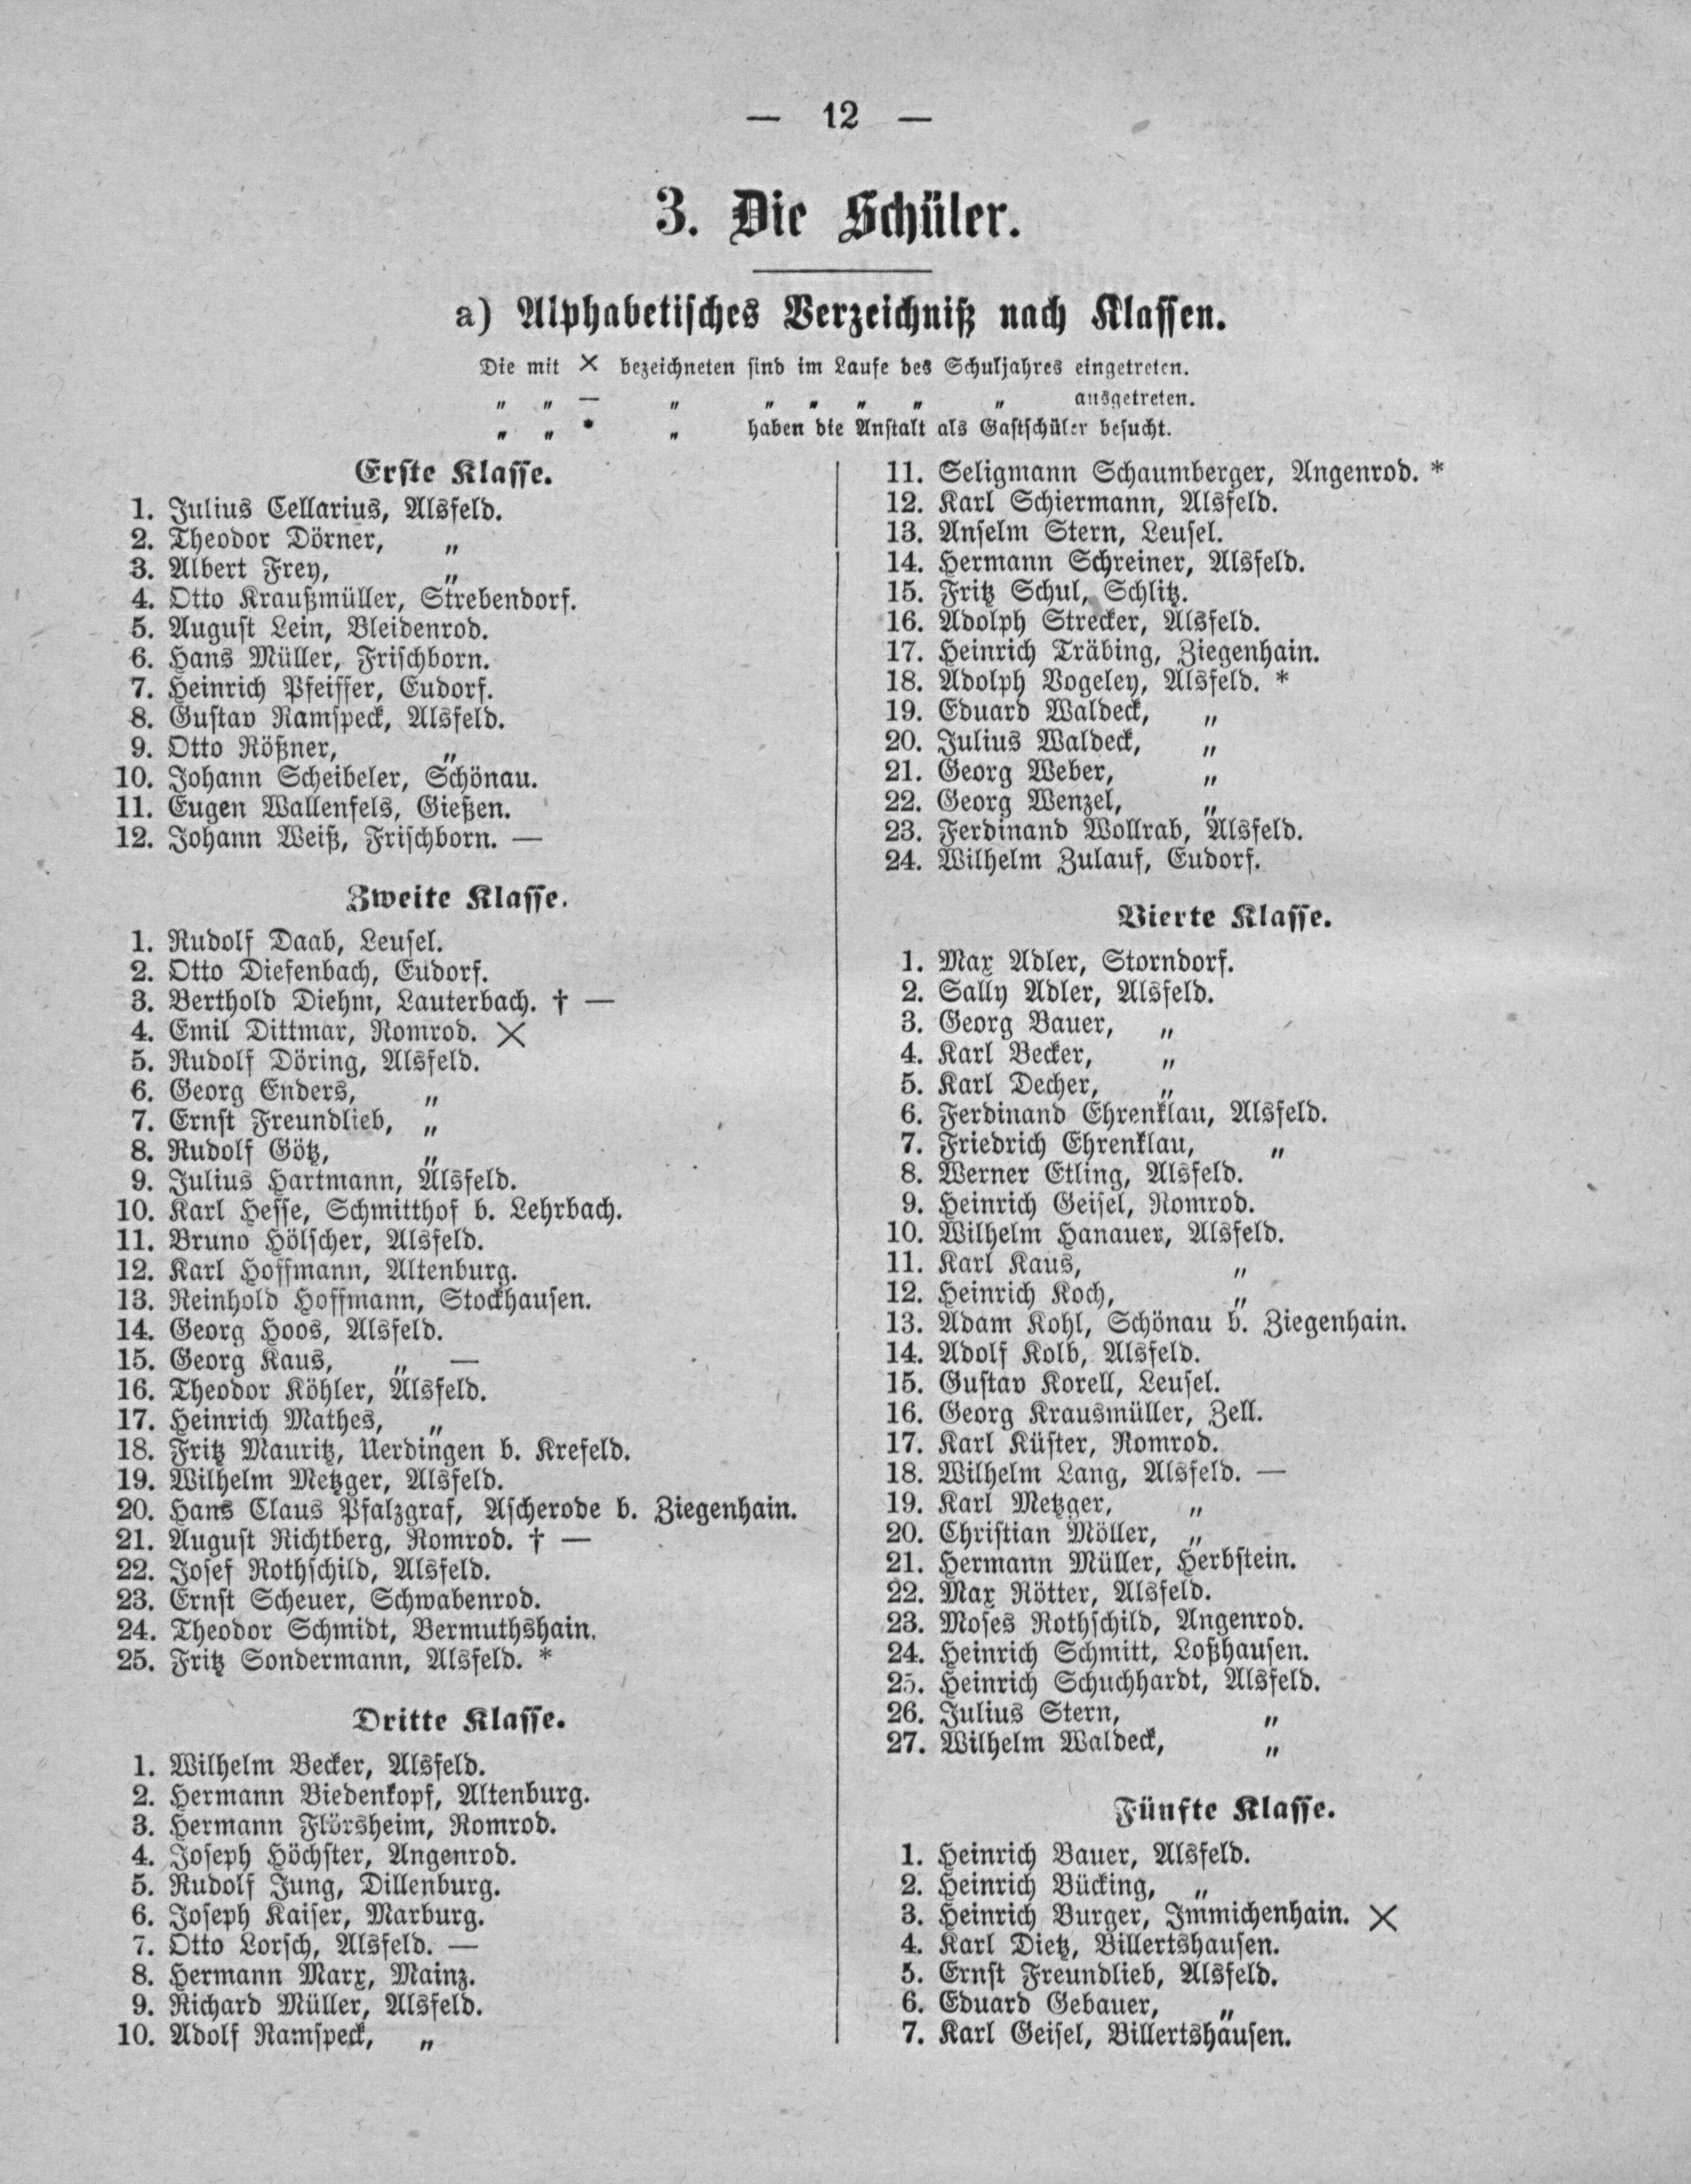 — 12 —
3. Die Schüler.
a) Alphabetisches Verzeichniß nach Klassen.
Die mit × bezeichneten sind im Laufe des Schuljahres eingetreten.
„ „ — „ „ „ „ „ „ ausgetreten.
„ „ * „ haben die Anstalt als Gastschüler besucht.
Erste Klasse.
1. Julius Cellarius, Alsfeld.
2. Theodor Dörner, „
3. Albert Frey, „
4. Otto Kraußmüller, Strebendorf.
5. August Lein, Bleidenrod.
6. Hans Müller, Frischborn.
7. Heinrich Pfeiffer, Eudorf.
8. Gustav Ramspeck, Alsfeld.
9. Otto Rößner, „
10. Johann Scheibeler, Schönau.
11. Eugen Wallenfels, Gießen.
12. Johann Weiß, Frischborn. —
Zweite Klasse.
1. Rudolf Daab, Leusel.
2. Otto Diefenbach, Eudorf.
3. Berthold Diehm, Lauterbach. † —
4. Emil Dittmar, Romrod. ×
5. Rudolf Döring, Alsfeld.
6. Georg Enders, „
7. Ernst Freundlieb, „
8. Rudolf Götz, „
9. Julius Hartmann, Alsfeld.
10. Karl Hesse, Schmitthof b. Lehrbach.
11. Bruno Hölscher, Alsfeld.
12. Karl Hoffmann, Altenburg.
13. Reinhold Hoffmann, Stockhausen.
14. Georg Hoos, Alsfeld.
15. Georg Kaus, „ —
16. Theodor Köhler, Alsfeld.
17. Heinrich Mathes, „
18. Fritz Mauritz, Uerdingen b. Krefeld.
19. Wilhelm Metzger, Alsfeld.
20. Hans Claus Pfalzgraf, Ascherode b. Ziegenhain.
21. August Richtberg, Romrod. † —
22. Josef Rothschild, Alsfeld.
23. Ernst Scheuer, Schwabenrod.
24. Theodor Schmidt, Bermuthshain.
25. Fritz Sondermann, Alsfeld. *
Dritte Klasse.
1. Wilhelm Becker, Alsfeld.
2. Hermann Biedenkopf, Altenburg.
3. Hermann Flörsheim, Romrod.
4. Joseph Höchster, Angenrod.
5. Rudolf Jung, Dillenburg.
6. Joseph Kaiser, Marburg.
7. Otto Lorsch, Alsfeld. —
8. Hermann Marx, Mainz.
9. Richard Müller, Alsfeld.
10. Adolf Ramspeck, „
11. Seligmann Schaumberger, Angenrod. *
12. Karl Schiermann, Alsfeld.
13. Anselm Stern, Leusel.
14. Hermann Schreiner, Alsfeld.
15. Fritz Schul, Schlitz.
16. Adolph Strecker, Alsfeld.
17. Heinrich Träbing, Ziegenhain.
18. Adolph Vogeley, Alsfeld. *
19. Eduard Waldeck, „
20. Julius Waldeck, „
21. Georg Weber, „
22. Georg Wenzel, „
23. Ferdinand Wollrab, Alsfeld.
24. Wilhelm Zulauf, Eudorf.
Vierte Klasse.
1. Max Adler, Storndorf.
2. Sally Adler, Alsfeld.
3. Georg Bauer, „
4. Karl Becker, „
5. Karl Decher, „
6. Ferdinand Ehrenklau, Alsfeld.
7. Friedrich Ehrenklau, „
8. Werner Etling, Alsfeld.
9. Heinrich Geisel, Romrod.
10. Wilhelm Hanauer, Alsfeld.
11. Karl Kaus, „
12. Heinrich Koch, „
13. Adam Kohl, Schönau b. Ziegenhain.
14. Adolf Kolb, Alsfeld.
15. Gustav Korell, Leusel.
16. Georg Krausmüller, Zell.
17. Karl Küster, Romrod.
18. Wilhelm Lang, Alsfeld. —
19. Karl Metzger, „
20. Christian Möller, „
21. Hermann Müller, Herbstein.
22. Max Rötter, Alsfeld.
23. Moses Rothschild, Angenrod.
24. Heinrich Schmitt, Loßhausen.
25. Heinrich Schuchhardt, Alsfeld.
26. Julius Stern, „
27. Wilhelm Waldeck, „
Fünfte Klasse.
1. Heinrich Bauer, Alsfeld.
2. Heinrich Bücking, „
3. Heinrich Burger, Immichenhain. ×
4. Karl Dietz, Billertshausen.
5. Ernst Freundlieb, Alsfeld.
6. Eduard Gebauer, „
7. Karl Geisel, Billertshausen.